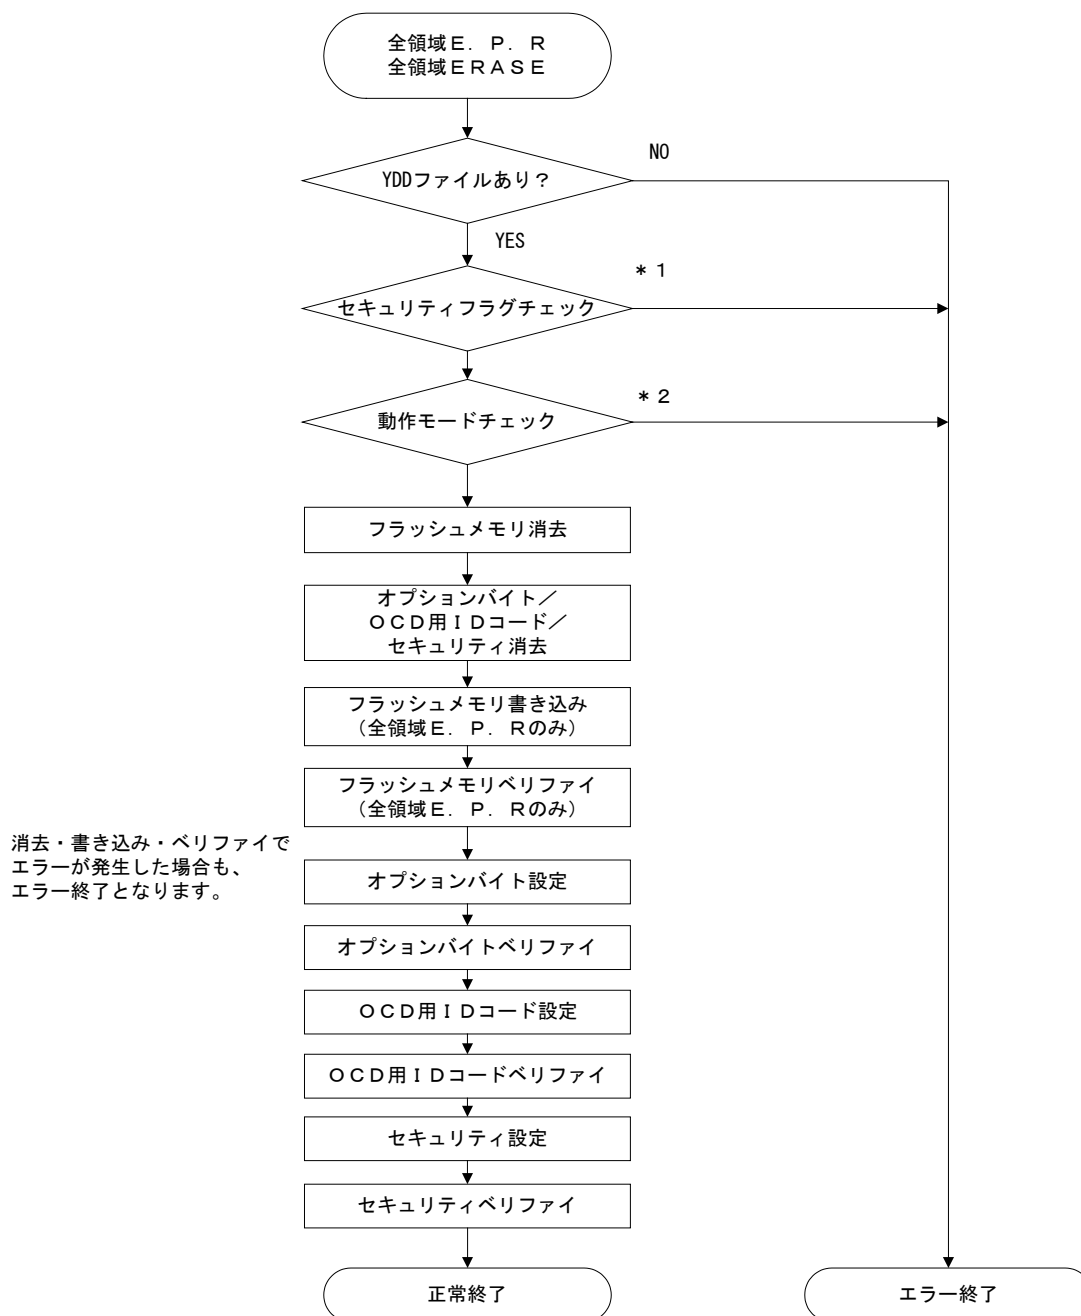 全領域E．P．R
全領域ERASE
NO
YDDファイルあり？
YES
＊1
セキュリティフラグチェック
＊2
動作モードチェック
フラッシュメモリ消去
オプションバイト／
OCD用IDコード／
セキュリティ消去
フラッシュメモリ書き込み
（全領域E．P．Rのみ）
フラッシュメモリベリファイ
（全領域E．P．Rのみ）
消去・書き込み・ベリファイで
エラーが発生した場合も、
エラー終了となります。
オプションバイト設定
オプションバイトベリファイ
OCD用IDコード設定
OCD用IDコードベリファイ
セキュリティ設定
セキュリティベリファイ
正常終了
エラー終了